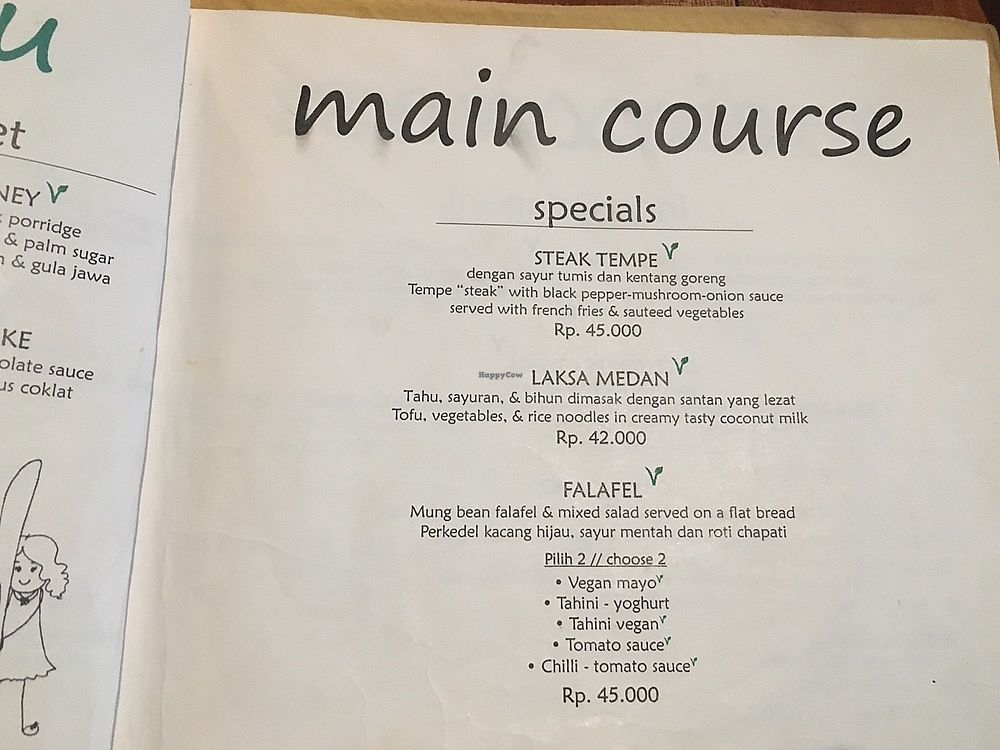 u
et
NEY
porridge
& palm sugar
& gula jawa
KE
olate sauce
us coklat
main course
specials
STEAK TEMPE
dengan sayur tumis dan kentang goreng
Tempe “steak” with black pepper-mushroom-onion sauce
served with french fries & sauteed vegetables
Rp. 45.000
HappyCow
LAKSA MEDAN
Tahu, sayuran, & bihun dimasak dengan santan yang lezat
Tofu, vegetables, & rice noodles in creamy tasty coconut milk
Rp. 42.000
FALAFEL
Mung bean falafel & mixed salad served on a flat bread
Perkedel kacang hijau, sayur mentah dan roti chapati
Pilih 2 // choose 2
• Vegan mayo
• Tahini - yoghurt
• Tahini vegan
• Tomato sauce
• Chilli - tomato sauce
Rp. 45.000